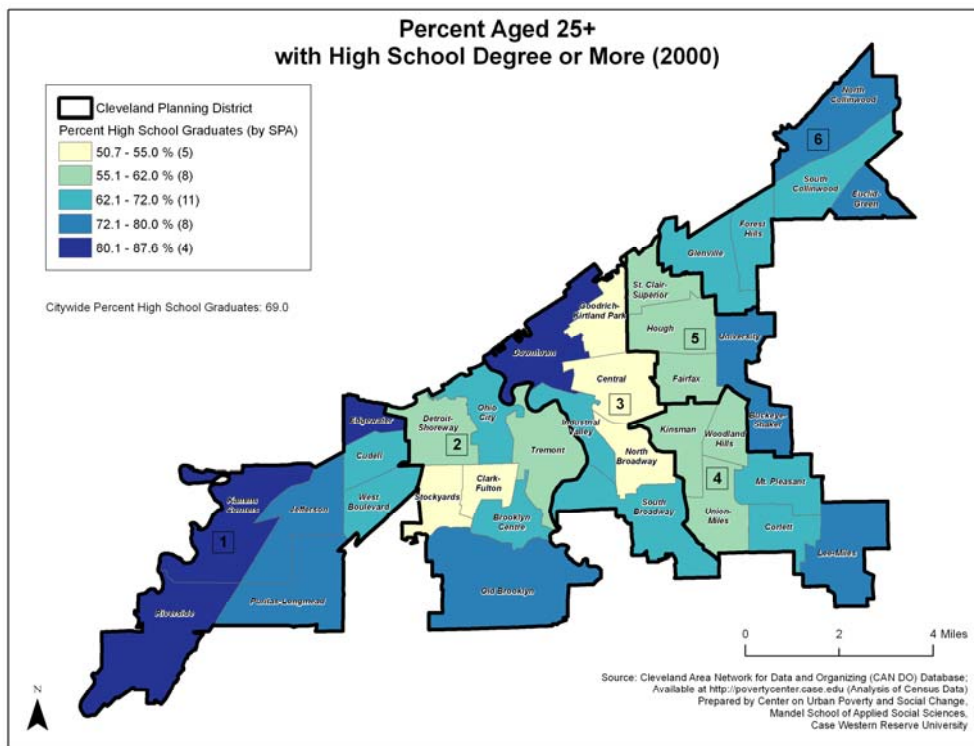 Percent Aged 25+
with High School Degree or More (2000)
Cleveland Planning District
Percent High School Graduates (by SPA)
50.7 - 55.0 % (5)
55.1 - 62.0 % (8)
62.1 - 72.0 % (11)
72.1 - 80.0 % (8)
80.1 - 87.6 % (4)
Citywide Percent High School Graduates: 69.0
North
Collinwood
6
South
Collinwood
Euclid-
Green
Forest
Hills
Glenville
St. Clair-
Superior
Goodrich-
Kirtland Park
Hough
5
University
Downtown
Fairfax
Central
3
Buckeye-
Shaker
Edgewater
Detroit-
Shoreway
Ohio
City
2
Industrial
Valley
Kinsman
Woodland
Hills
Tremont
North
Broadway
4
Cudell
Clark-
Fulton
Stockyards
Mt. Pleasant
West
Boulevard
Kamms
Corners
Jefferson
Brooklyn
Centre
South
Broadway
Union-
Miles
Corlett
1
Lee-Miles
Old Brooklyn
Puritas-Longmead
Riverside
0 2 4 Miles
N
Source: Cleveland Area Network for Data and Organizing (CAN DO) Database;
Available at http://povertycenter.case.edu (Analysis of Census Data)
Prepared by Center on Urban Poverty and Social Change,
Mandel School of Applied Social Sciences,
Case Western Reserve University